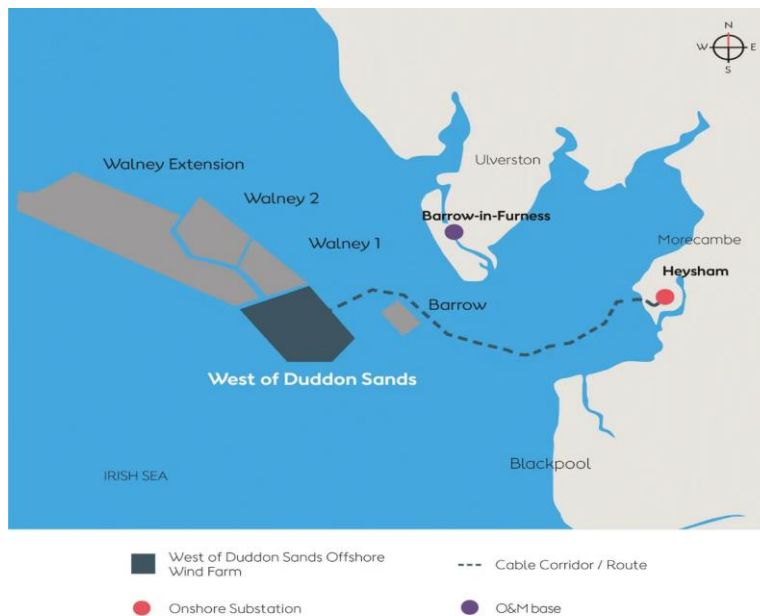 N
W E
S
Walney Extension
Ulverston
Walney 2
Barrow-in-Furness
Walney 1
Morecambe
Heysham
Barrow
West of Duddon Sands
Blackpool
IRISH SEA
West of Duddon Sands Offshore
Wind Farm
Cable Corridor / Route
Onshore Substation
O&M base